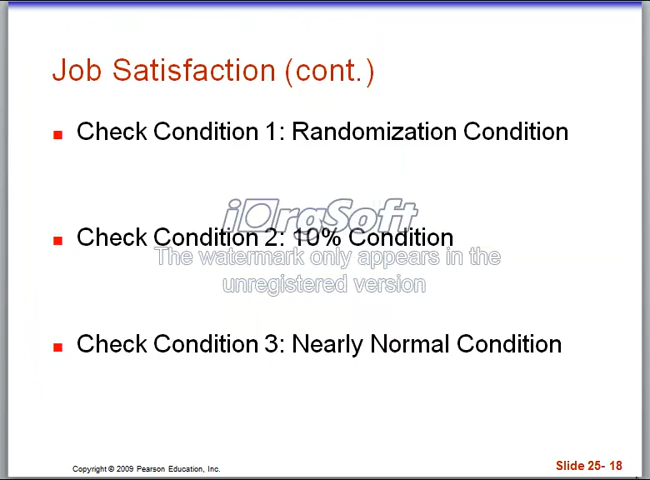 Job Satisfaction (cont.)
Check Condition 1: Randomization Condition
iOrgSoft
Check Condition 2: 10% Condition
The watermark only appears in the
unregistered version
Check Condition 3: Nearly Normal Condition
Copyright © 2009 Pearson Education, Inc.
Slide 25- 18